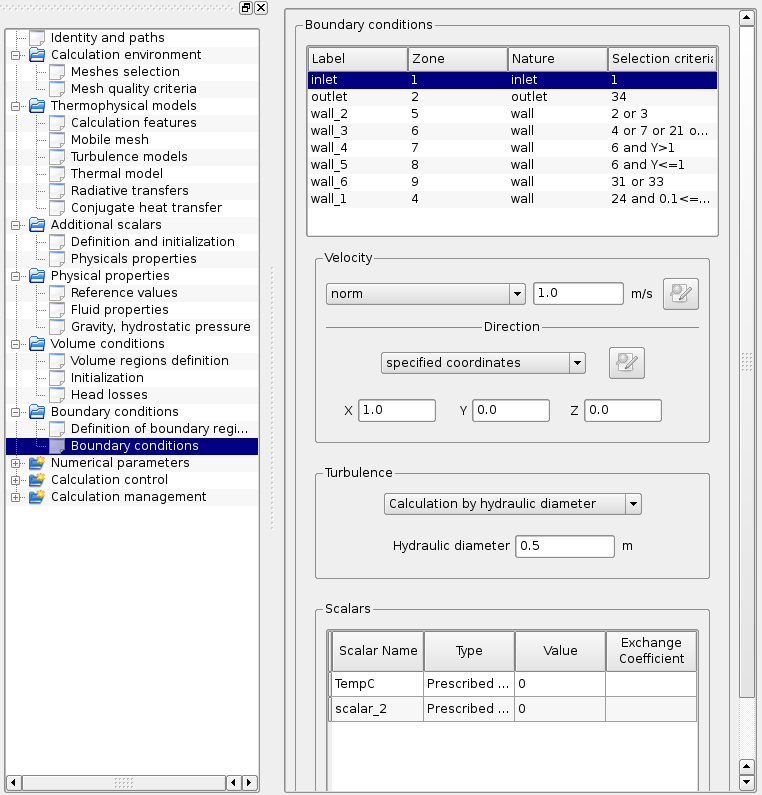 Identity and paths
Calculation environment
Meshes selection
Mesh quality criteria
Thermophysical models
Calculation features
Mobile mesh
Turbulence models
Thermal model
Radiative transfers
Conjugate heat transfer
Additional scalars
Definition and initialization
Physicals properties
Physical properties
Reference values
Fluid properties
Gravity, hydrostatic pressure
Volume conditions
Volume regions definition
Initialization
Head losses
Boundary conditions
Definition of boundary regi...
Boundary conditions
Numerical parameters
Calculation control
Calculation management
Boundary conditions
Label Zone Nature Selection criteria
inlet 1 inlet 1
outlet 2 outlet 34
wall_2 5 wall 2 or 3
wall_3 6 wall 4 or 7 or 21 o...
wall_4 7 wall 6 and Y>1
wall_5 8 wall 6 and Y<=1
wall_6 9 wall 31 or 33
wall_1 4 wall 24 and 0.1<=...
Velocity
norm 1.0 m/s
Direction
specified coordinates
X 1.0 Y 0.0 Z 0.0
Turbulence
Calculation by hydraulic diameter
Hydraulic diameter 0.5 m
Scalars
Scalar Name Type Value Exchange
Coefficient
TempC Prescribed ... 0
scalar_2 Prescribed ... 0